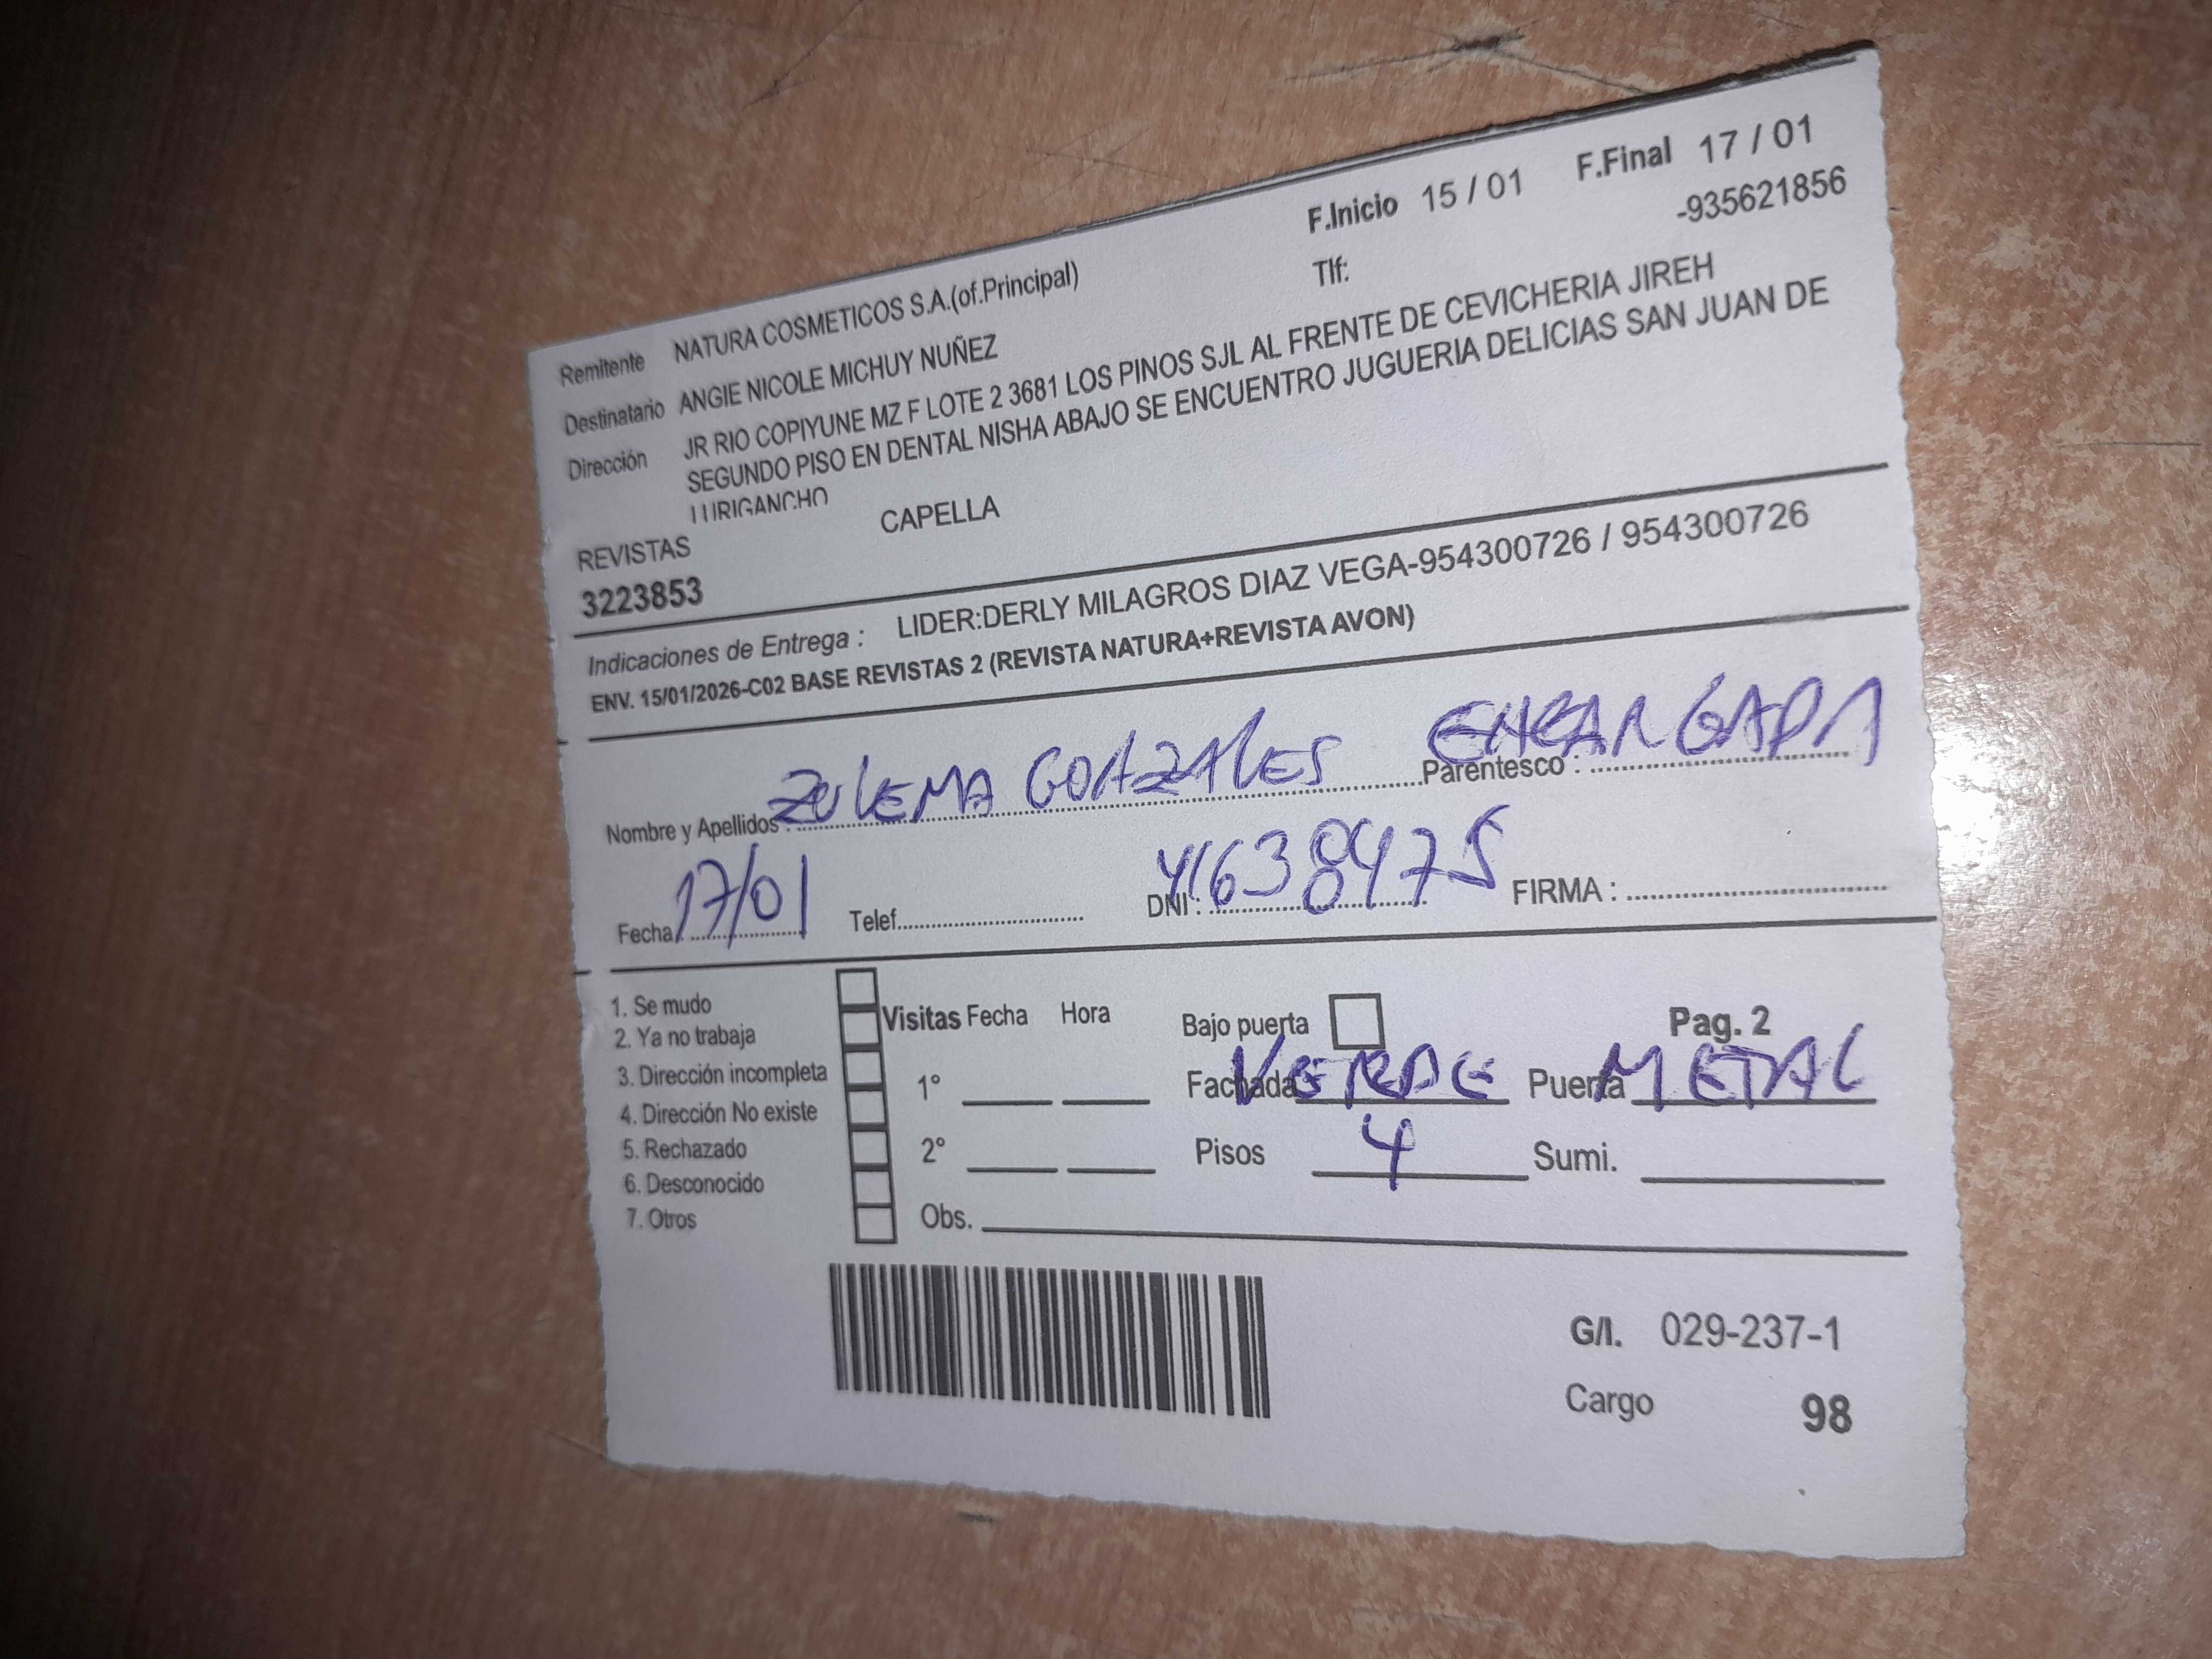 F.Inicio 15 / 01 F.Final 17 / 01
Remitente NATURA COSMETICOS S.A.(of.Principal) Tlf: -935621856
Destinatario ANGIE NICOLE MICHUY NUÑEZ
Dirección JR RIO COPIYUNE MZ F LOTE 2 3681 LOS PINOS SJL AL FRENTE DE CEVICHERIA JIREH
SEGUNDO PISO EN DENTAL NISHA ABAJO SE ENCUENTRO JUGUERIA DELICIAS SAN JUAN DE
LURIGANCHO
REVISTAS CAPELLA
3223853
Indicaciones de Entrega : LIDER:DERLY MILAGROS DIAZ VEGA-954300726 / 954300726
ENV. 15/01/2026-C02 BASE REVISTAS 2 (REVISTA NATURA+REVISTA AVON)
Nombre y Apellidos : ZULEMA GONZALES Parentesco : ENCARGADA
Fecha : 17/01 Telef. DNI : 41638475 FIRMA :
1. Se mudo
2. Ya no trabaja
3. Dirección incompleta
4. Dirección No existe
5. Rechazado
6. Desconocido
7. Otros
Visitas Fecha Hora Bajo puerta Pag. 2
1° Fachada VERDE Puerta METAL
2° Pisos 4 Sumi.
Obs.
G/I. 029-237-1
Cargo 98